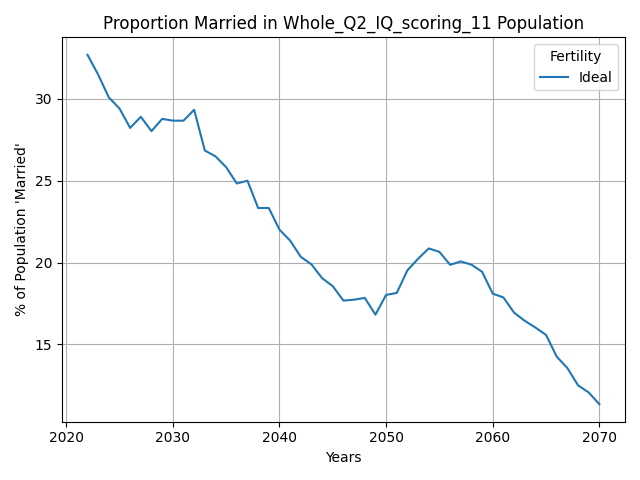 Proportion Married in Whole_Q2_IQ_scoring_11 Population
% of Population 'Married'
30
25
20
15
Fertility
Ideal
2020 2030 2040 2050 2060 2070
Years